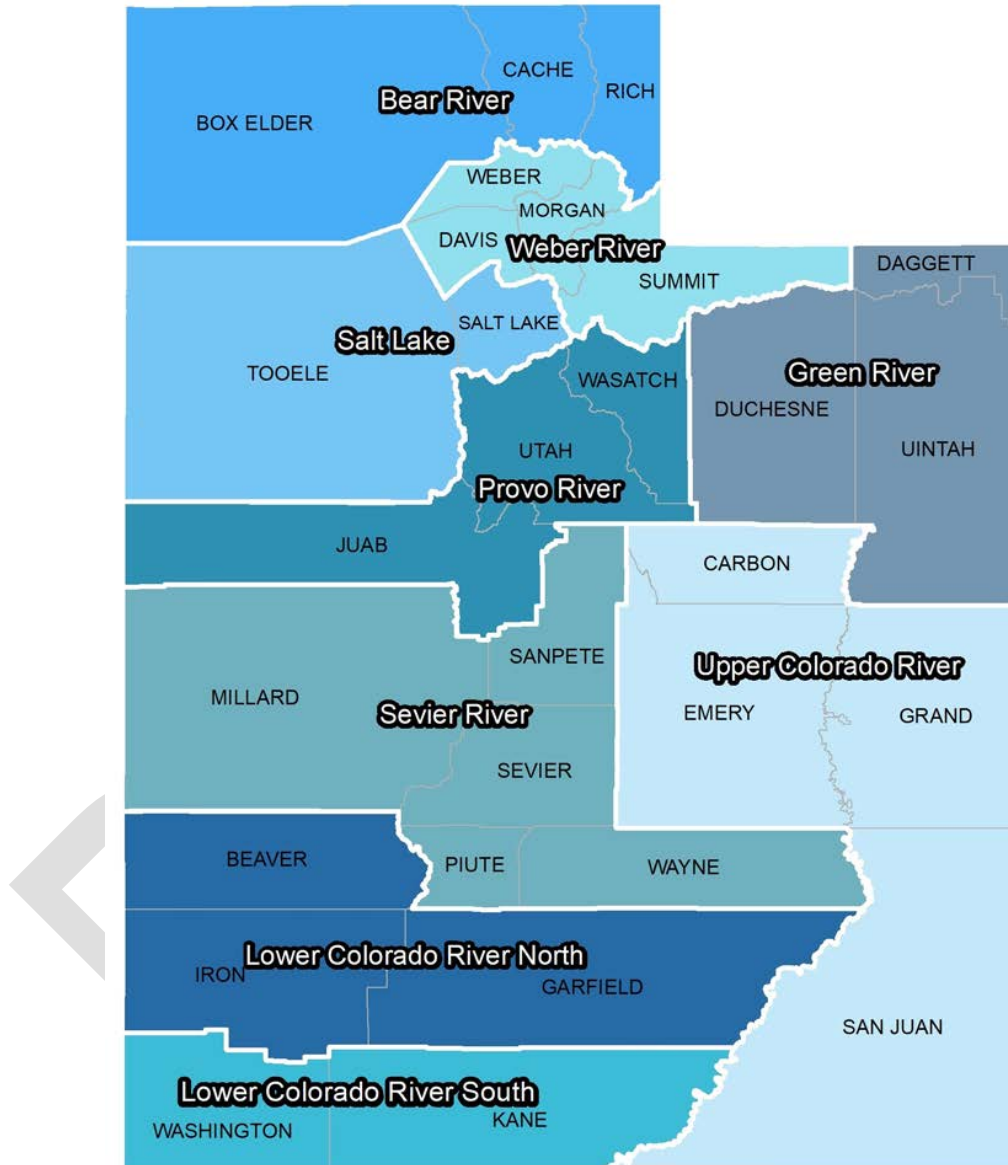 CACHE
RICH
Bear River
BOX ELDER
WEBER
MORGAN
DAVIS
Weber River
DAGGETT
SUMMIT
SALT LAKE
Salt Lake
TOOELE
WASATCH
Green River
DUCHESNE
UTAH
UINTAH
Provo River
JUAB
CARBON
SANPETE
Upper Colorado River
MILLARD
Sevier River
EMERY
GRAND
SEVIER
BEAVER
PIUTE
WAYNE
Lower Colorado River North
IRON
GARFIELD
SAN JUAN
Lower Colorado River South
KANE
WASHINGTON